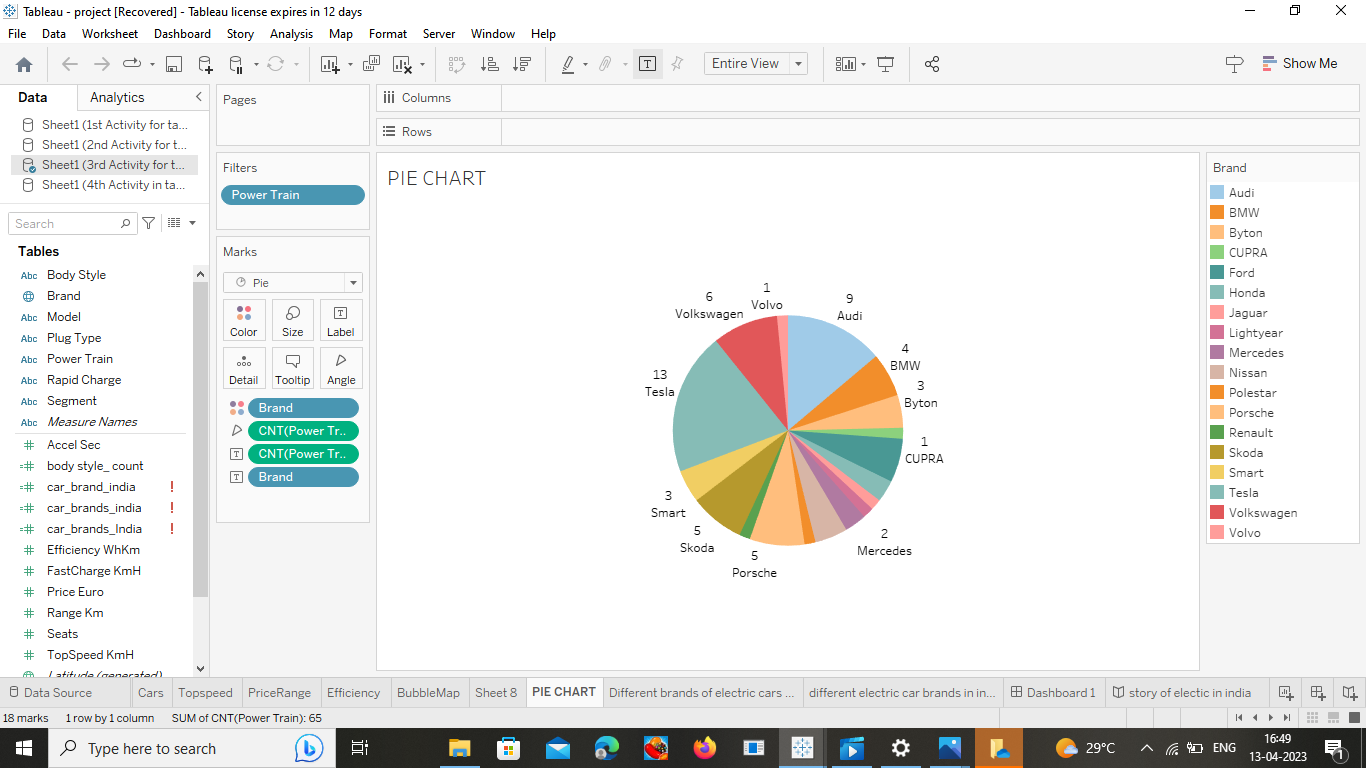 Tableau - project [Recovered] - Tableau license expires in 12 days
File Data Worksheet Dashboard Story Analysis Map Format Server Window Help
Entire View
Show Me
Data Analytics
Sheet1 (1st Activity for ta...
Sheet1 (2nd Activity for t...
Sheet1 (3rd Activity for t...
Sheet1 (4th Activity in ta...
Search
Tables
Abc Body Style
Brand
Abc Model
Abc Plug Type
Abc Power Train
Abc Rapid Charge
Abc Segment
Abc Measure Names
# Accel Sec
=# body style_ count
=# car_brand_india !
=# car_brands_india !
=# car_brands_India !
# Efficiency WhKm
# FastCharge KmH
# Price Euro
# Range Km
# Seats
# TopSpeed KmH
Latitude (generated)
Pages
Filters
Power Train
Marks
Pie
Color Size Label
Detail Tooltip Angle
Brand
CNT(Power Tr..
CNT(Power Tr..
Brand
Columns
Rows
PIE CHART
9
Audi
4
BMW
3
Byton
1
CUPRA
2
Mercedes
5
Porsche
5
Skoda
3
Smart
13
Tesla
6
Volkswagen
1
Volvo
Brand
Audi
BMW
Byton
CUPRA
Ford
Honda
Jaguar
Lightyear
Mercedes
Nissan
Polestar
Porsche
Renault
Skoda
Smart
Tesla
Volkswagen
Volvo
Data Source Cars Topspeed PriceRange Efficiency BubbleMap Sheet 8 PIE CHART Different brands of electric cars ... different electric car brands in in... Dashboard 1 story of electic in india
18 marks 1 row by 1 column SUM of CNT(Power Train): 65
Type here to search
29°C ENG
16:49
13-04-2023
1